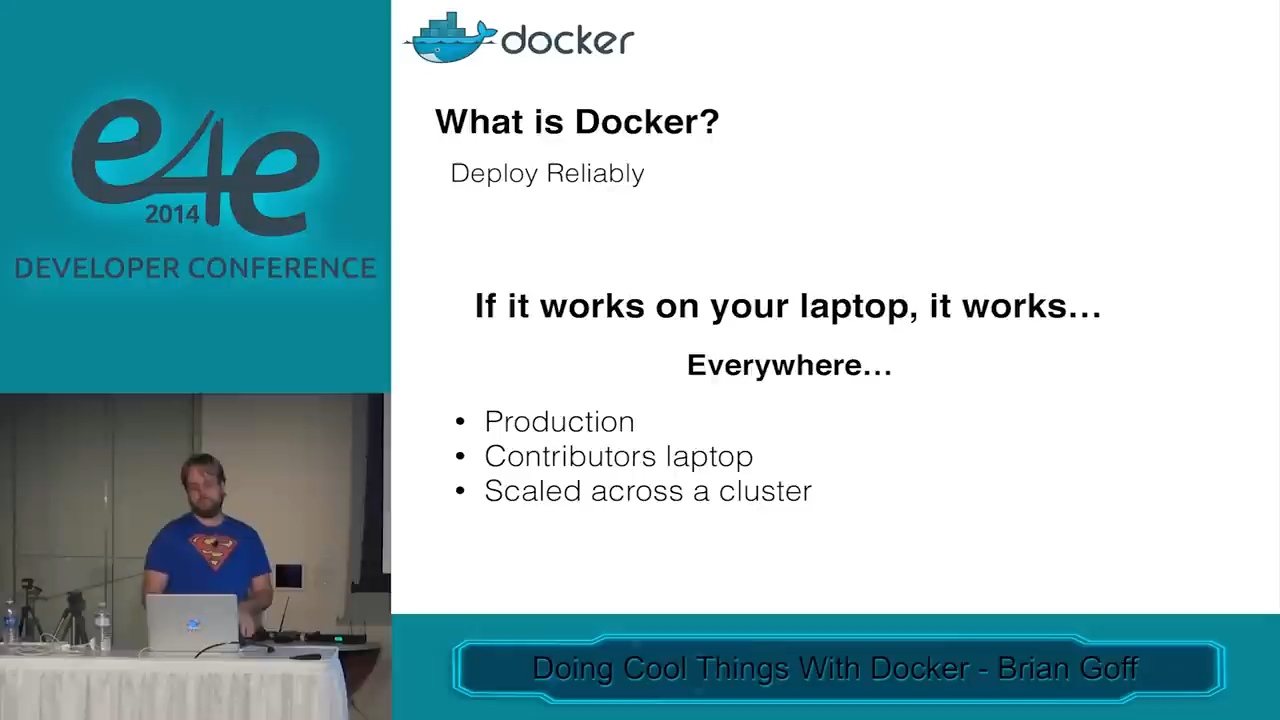 docker
e4e
2014
DEVELOPER CONFERENCE
What is Docker?
Deploy Reliably
If it works on your laptop, it works…
Everywhere…
• Production
• Contributors laptop
• Scaled across a cluster
Doing Cool Things With Docker - Brian Goff